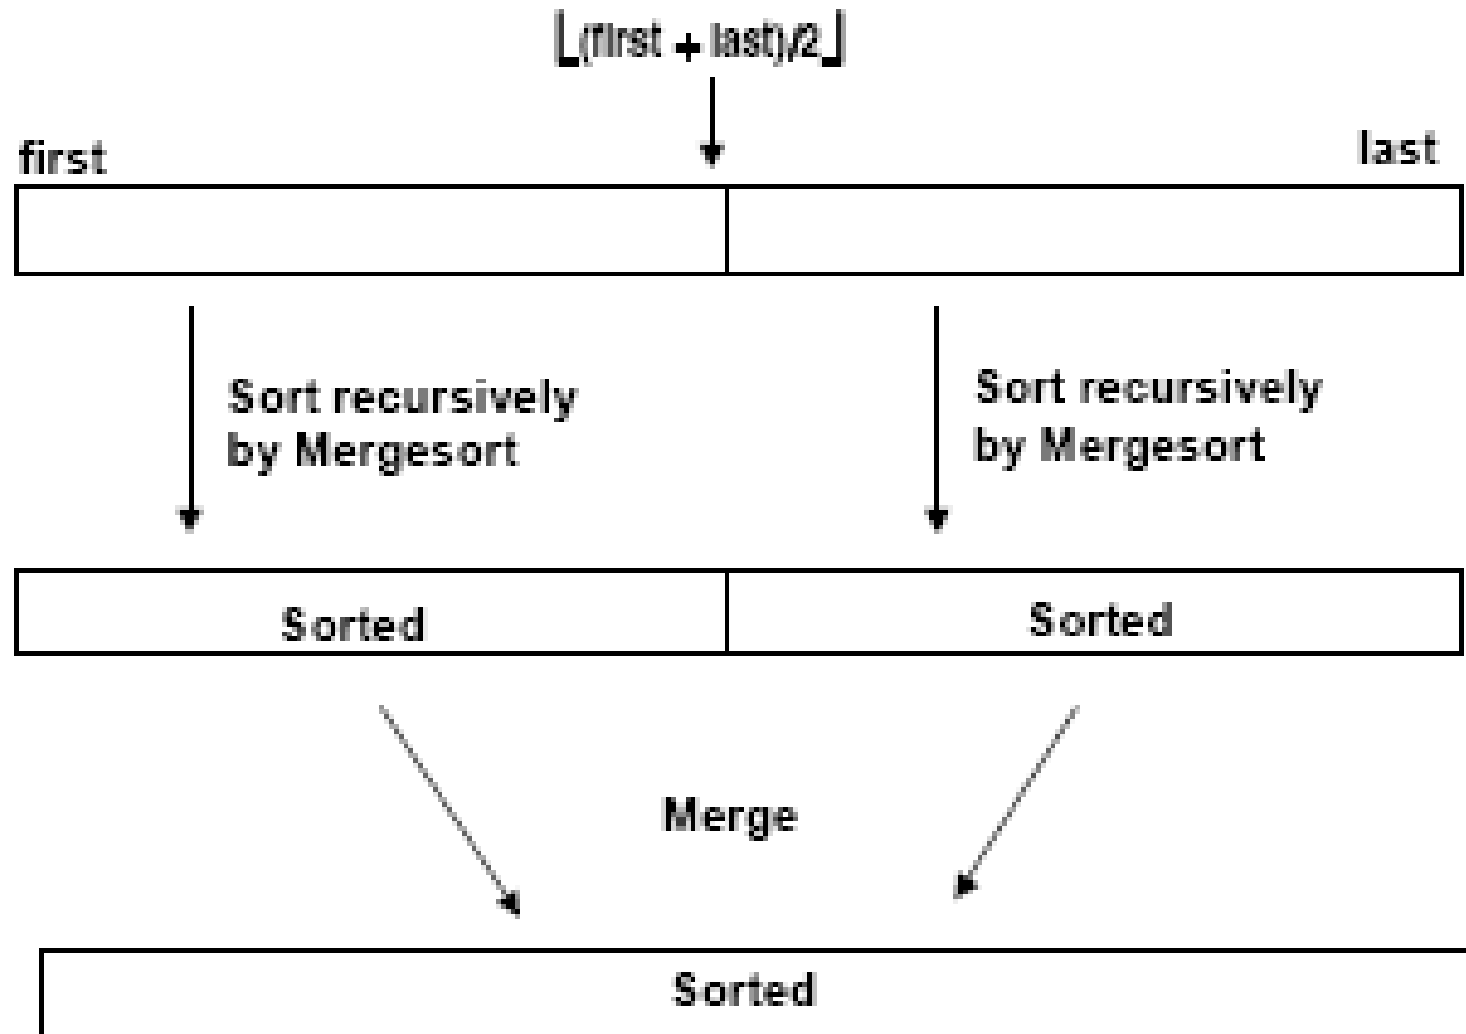 ⌊(first + last)/2⌋
first
last
Sort recursively
by Mergesort
Sort recursively
by Mergesort
Sorted
Sorted
Merge
Sorted